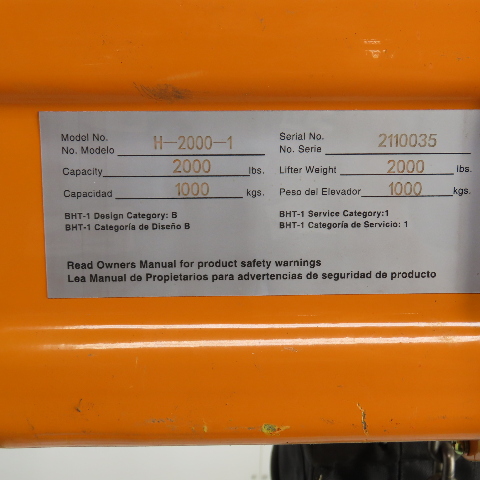 Model No.
No. Modelo H-2000-1
Serial No.
No. Serie 2110035
Capacity 2000 lbs.
Lifter Weight 2000 lbs.
Capacidad 1000 kgs.
Peso del Elevador 1000 kgs.
BHT-1 Design Category: B
BHT-1 Categoría de Diseño B
BHT-1 Service Category:1
BHT-1 Categoría de Servicio: 1
Read Owners Manual for product safety warnings
Lea Manual de Propietarios para advertencias de seguridad de producto